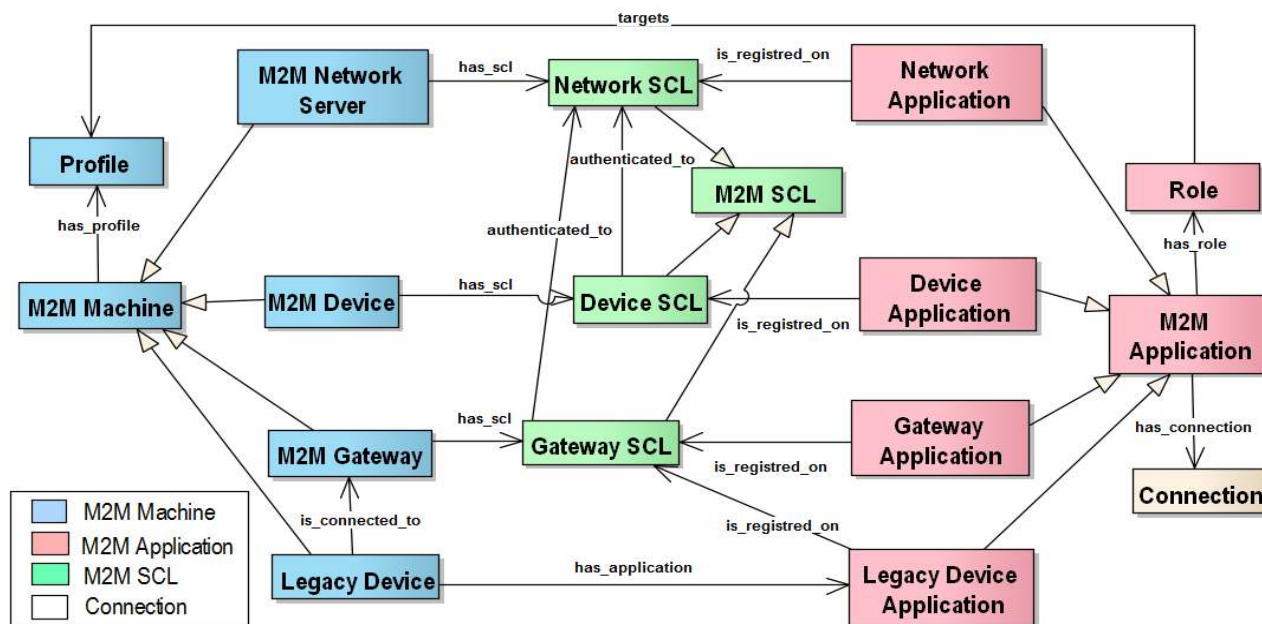 targets
M2M Network
Server
has_scl
Network SCL
is_registred_on
Network
Application
Profile
authenticated_to
M2M SCL
Role
has_profile
authenticated_to
has_role
M2M Machine
M2M Device
has_scl
Device SCL
Device
Application
is_registred_on
M2M
Application
M2M Gateway
has_scl
Gateway SCL
Gateway
Application
has_connection
is_registred_on
Connection
M2M Machine
M2M Application
M2M SCL
Connection
is_connected_to
is_registred_on
Legacy Device
has_application
Legacy Device
Application